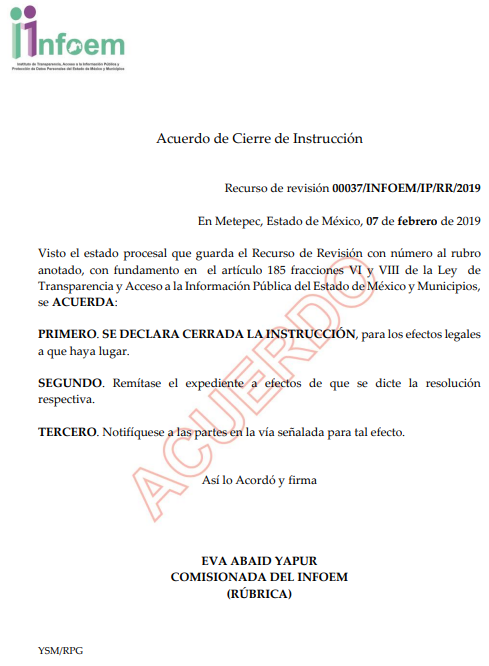 infoem
Instituto de Transparencia, Acceso a la Información Pública y
Protección de Datos Personales del Estado de México y Municipios
Acuerdo de Cierre de Instrucción
Recurso de revisión 00037/INFOEM/IP/RR/2019
En Metepec, Estado de México, 07 de febrero de 2019
Visto el estado procesal que guarda el Recurso de Revisión con número al rubro
anotado, con fundamento en el artículo 185 fracciones VI y VIII de la Ley de
Transparencia y Acceso a la Información Pública del Estado de México y Municipios,
se ACUERDA:
PRIMERO. SE DECLARA CERRADA LA INSTRUCCIÓN, para los efectos legales
a que haya lugar.
SEGUNDO. Remítase el expediente a efectos de que se dicte la resolución
respectiva.
TERCERO. Notifíquese a las partes en la vía señalada para tal efecto.
ACUERDO
Así lo Acordó y firma
EVA ABAID YAPUR
COMISIONADA DEL INFOEM
(RÚBRICA)
YSM/RPG